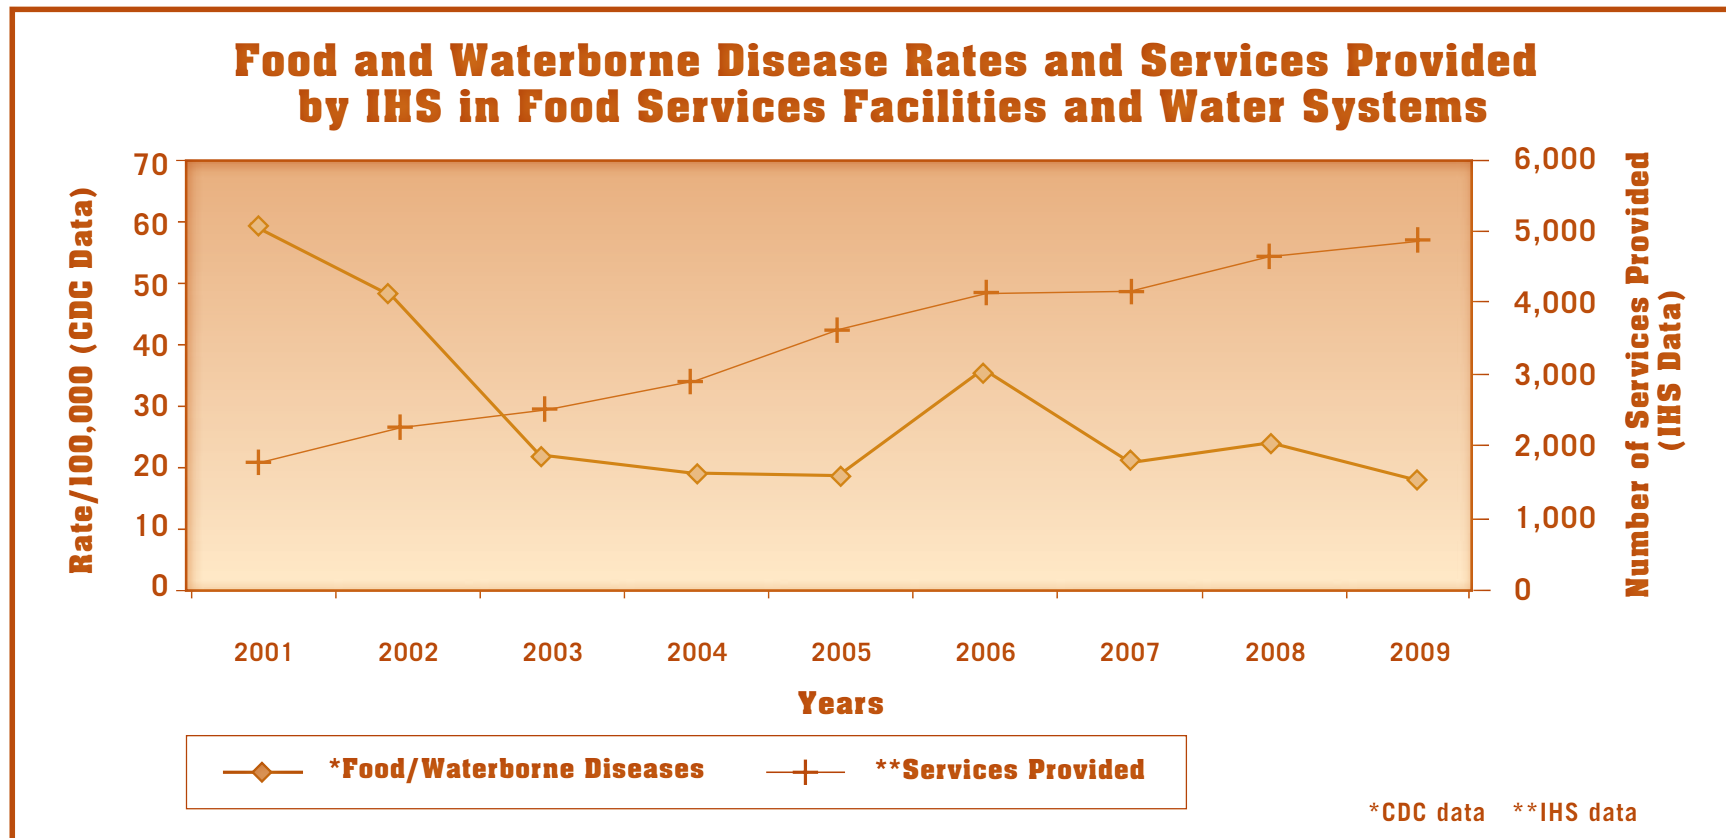 Food and Waterborne Disease Rates and Services Provided
by IHS in Food Services Facilities and Water Systems
Rate/100,000 (CDC Data)
70
60
50
40
30
20
10
0
6,000
5,000
4,000
3,000
2,000
1,000
0
Number of Services Provided
(IHS Data)
2001 2002 2003 2004 2005 2006 2007 2008 2009
Years
*Food/Waterborne Diseases **Services Provided
*CDC data **IHS data